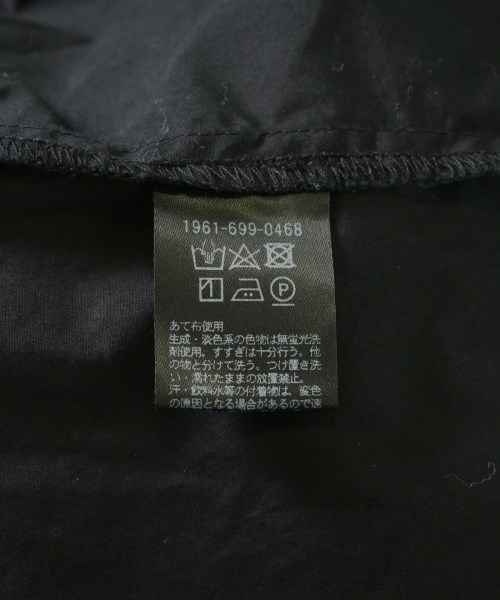 1961-699-0468
P
あて布使用
生成・淡色系の色物は無蛍光洗
剤使用。すすぎは十分行う。他
の物と分けて洗う。つけ置き洗
い・濡れたままの放置禁止。
汗・飲料水等の付着物は、変色
の原因となる場合があるので速